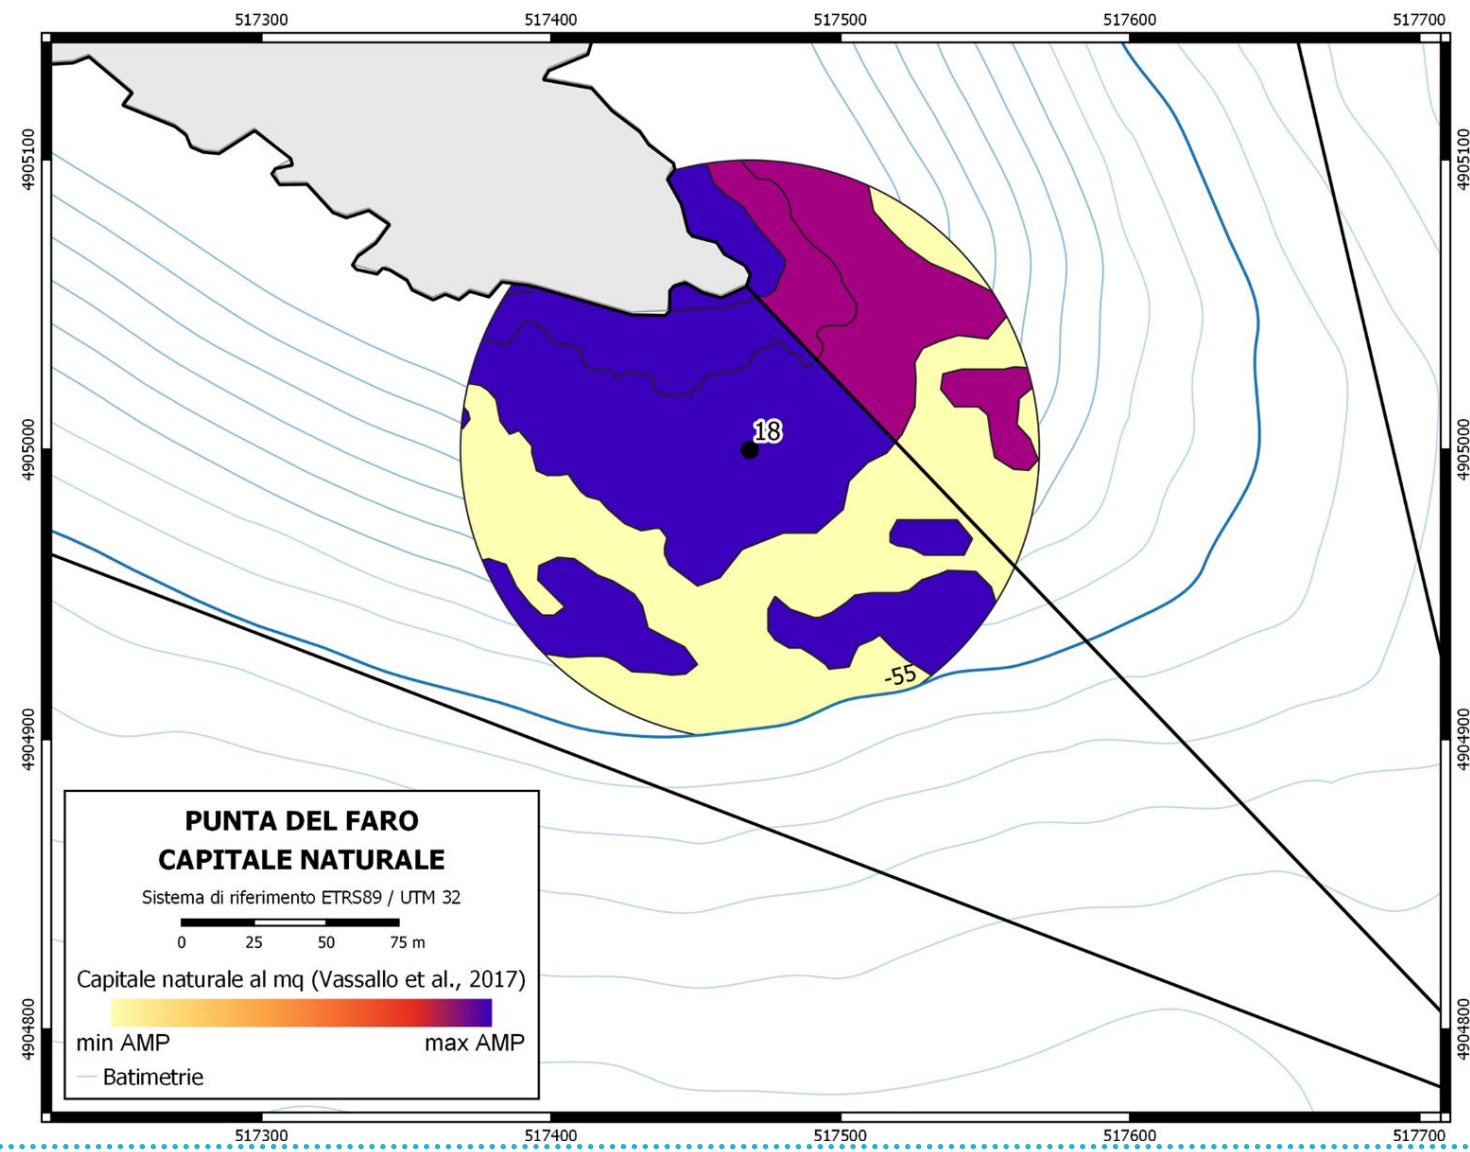 517300 517400 517500 517600 517700
4905100 4905100
18
4905000 4905000
-55
4904900 4904900
PUNTA DEL FARO
CAPITALE NATURALE
Sistema di riferimento ETRS89 / UTM 32
0 25 50 75 m
Capitale naturale al mq (Vassallo et al., 2017)
min AMP max AMP
Batimetrie
4904800 4904800
517300 517400 517500 517600 517700